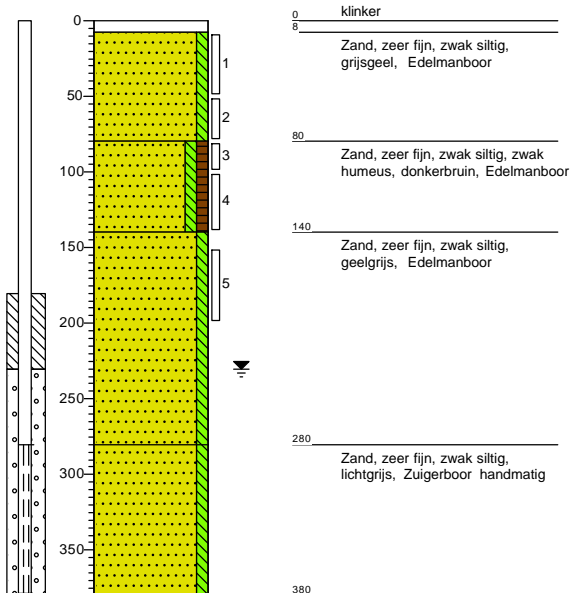 0
50
100
150
200
250
300
350
1
2
3
4
5
0
klinker
8
Zand, zeer fijn, zwak siltig,
grijsgeel, Edelmanboor
80
Zand, zeer fijn, zwak siltig, zwak
humeus, donkerbruin, Edelmanboor
140
Zand, zeer fijn, zwak siltig,
geelgrijs, Edelmanboor
280
Zand, zeer fijn, zwak siltig,
lichtgrijs, Zuigerboor handmatig
380